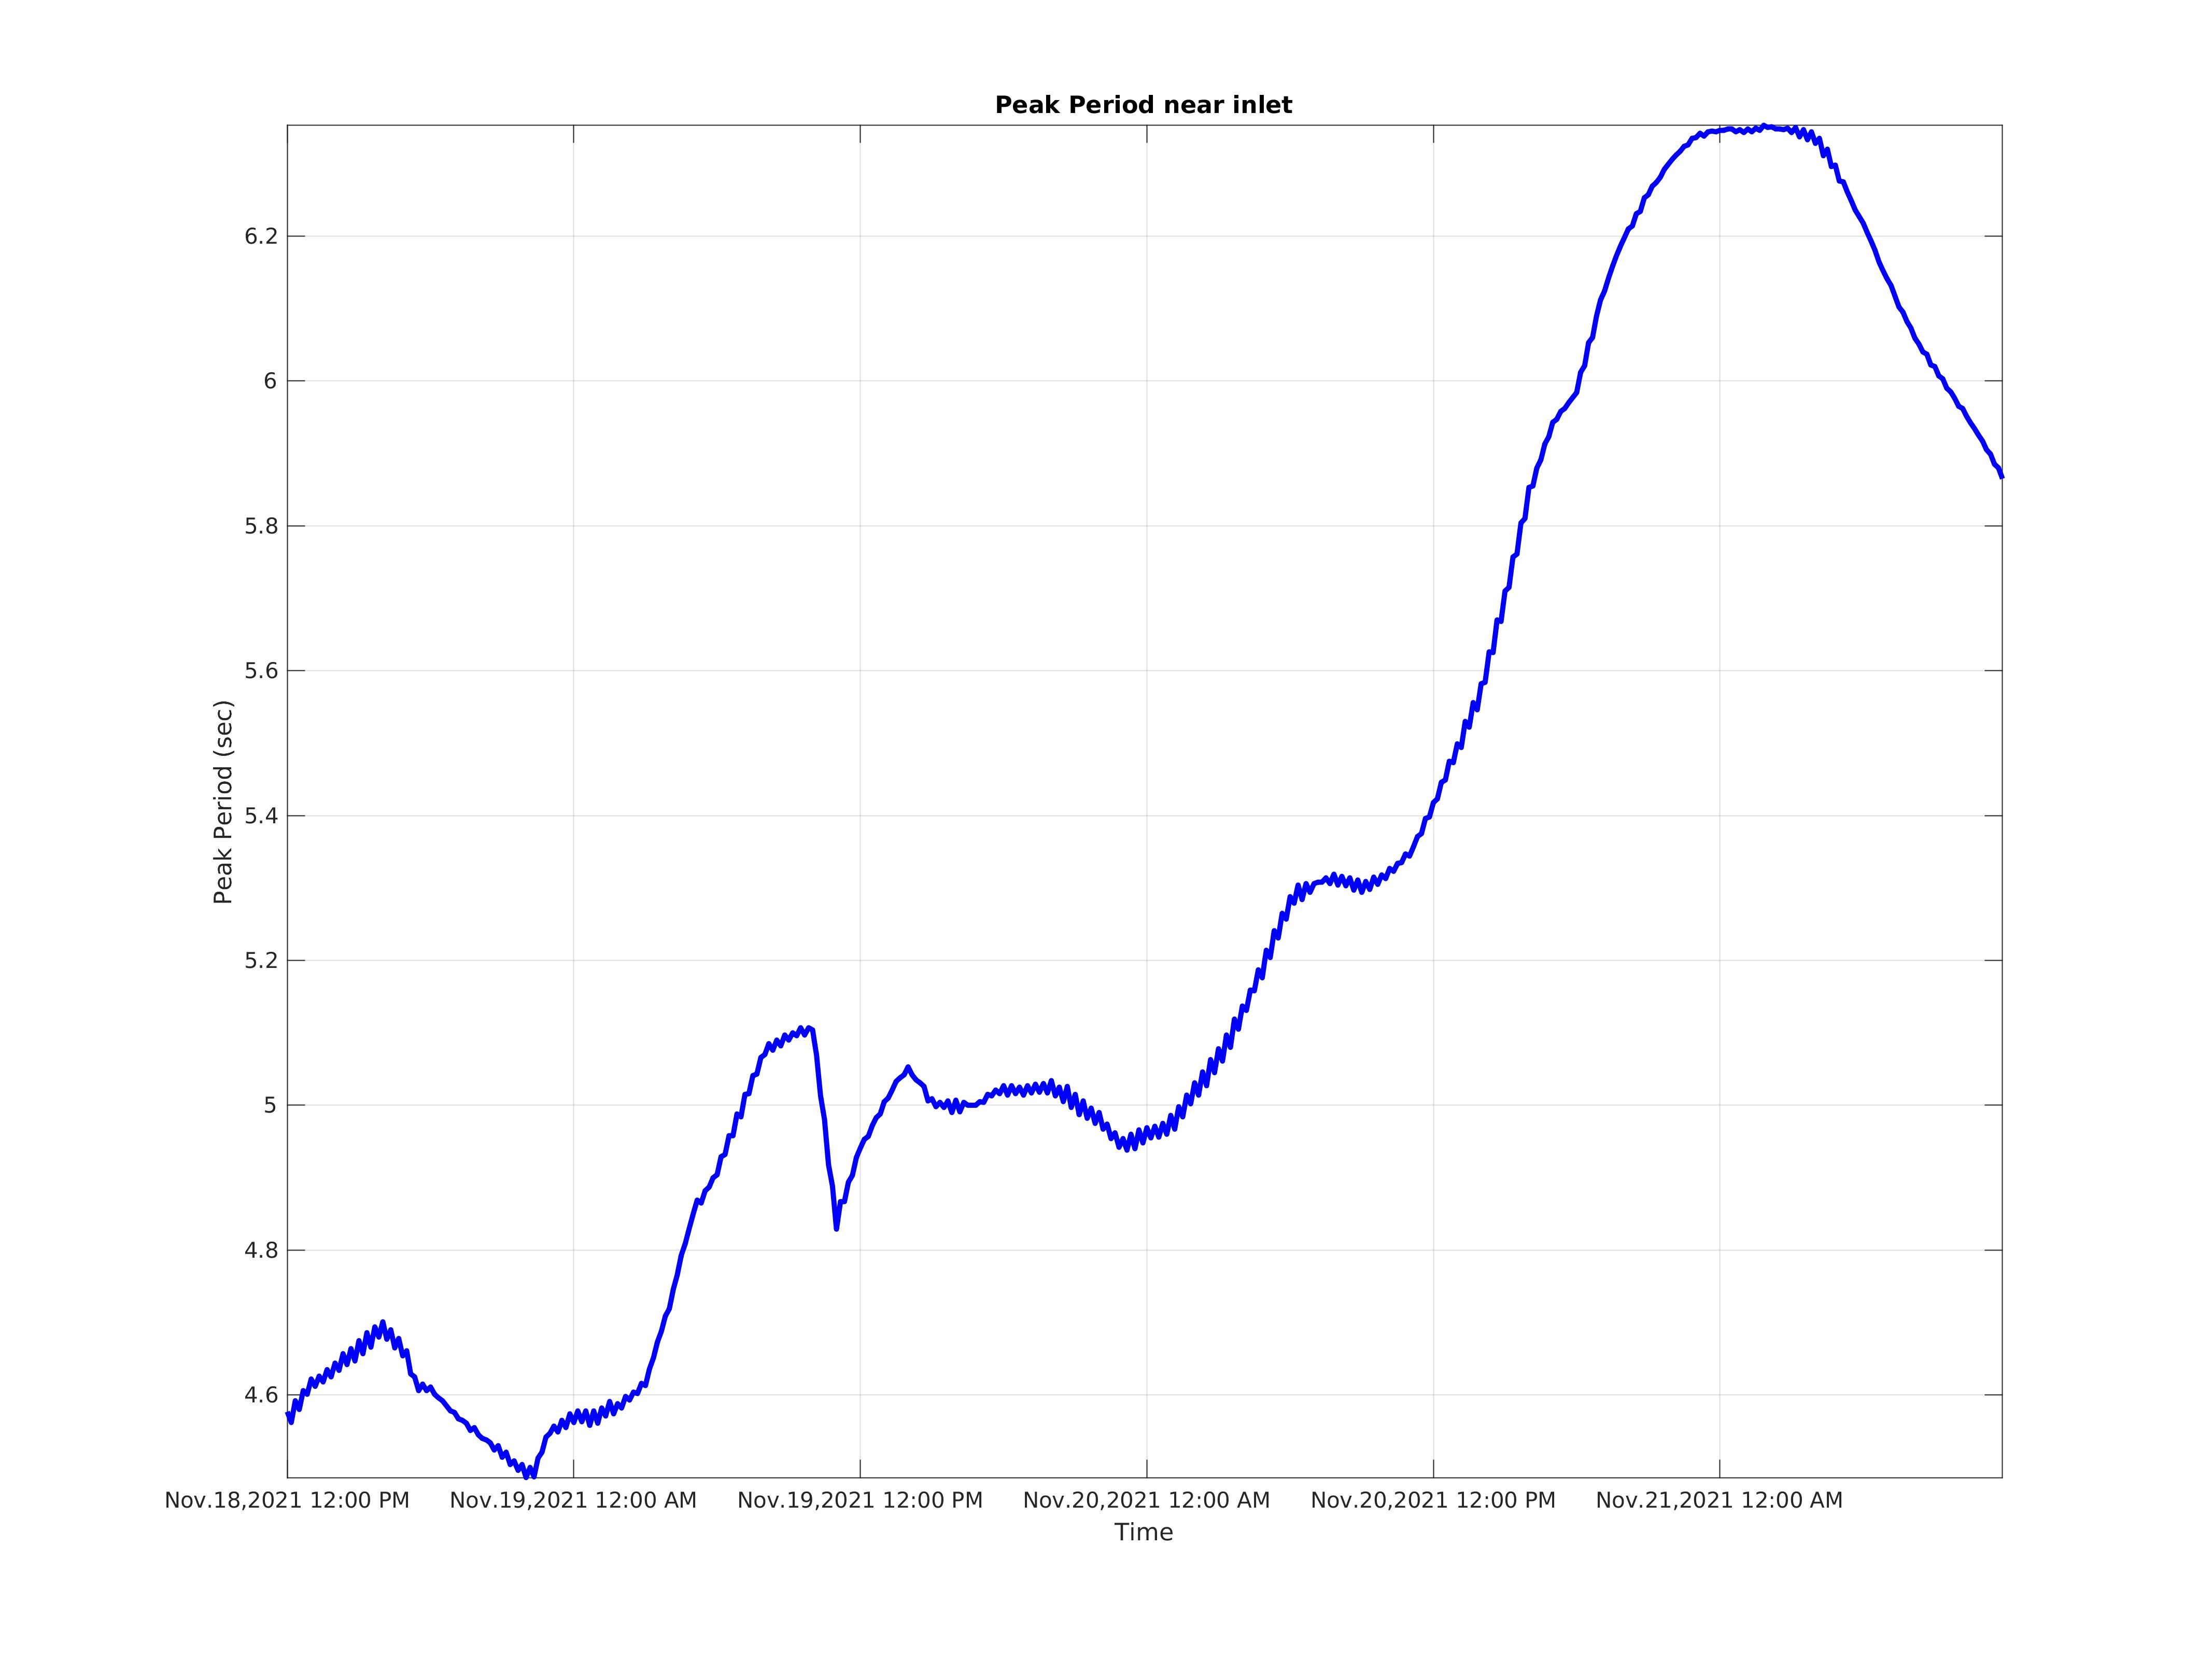 Peak Period near inlet
6.2
6
5.8
5.6
5.4
5.2
5
4.8
4.6
Peak Period (sec)
Nov.18,2021 12:00 PM Nov.19,2021 12:00 AM Nov.19,2021 12:00 PM Nov.20,2021 12:00 AM Nov.20,2021 12:00 PM Nov.21,2021 12:00 AM
Time